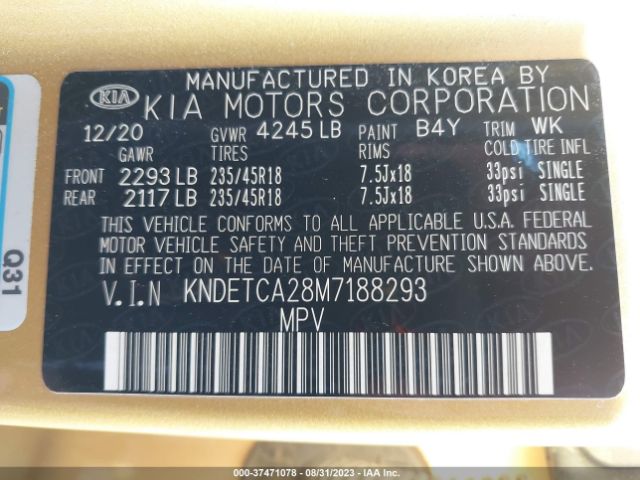 MANUFACTURED IN KOREA BY
KIA KIA MOTORS CORPORATION
12/20 GVWR 4245 LB PAINT B4Y TRIM WK
GAWR TIRES RIMS COLD TIRE INFL
FRONT 2293 LB 235/45R18 7.5Jx18 33psi SINGLE
REAR 2117 LB 235/45R18 7.5Jx18 33psi SINGLE
THIS VEHICLE CONFORMS TO ALL APPLICABLE U.S.A. FEDERAL
MOTOR VEHICLE SAFETY AND THEFT PREVENTION STANDARDS
IN EFFECT ON THE DATE OF MANUFACTURE SHOWN ABOVE.
V.I.N KNDETCA28M7188293
MPV
Q31
000-37471078 - 08/31/2023 - IAA Inc.